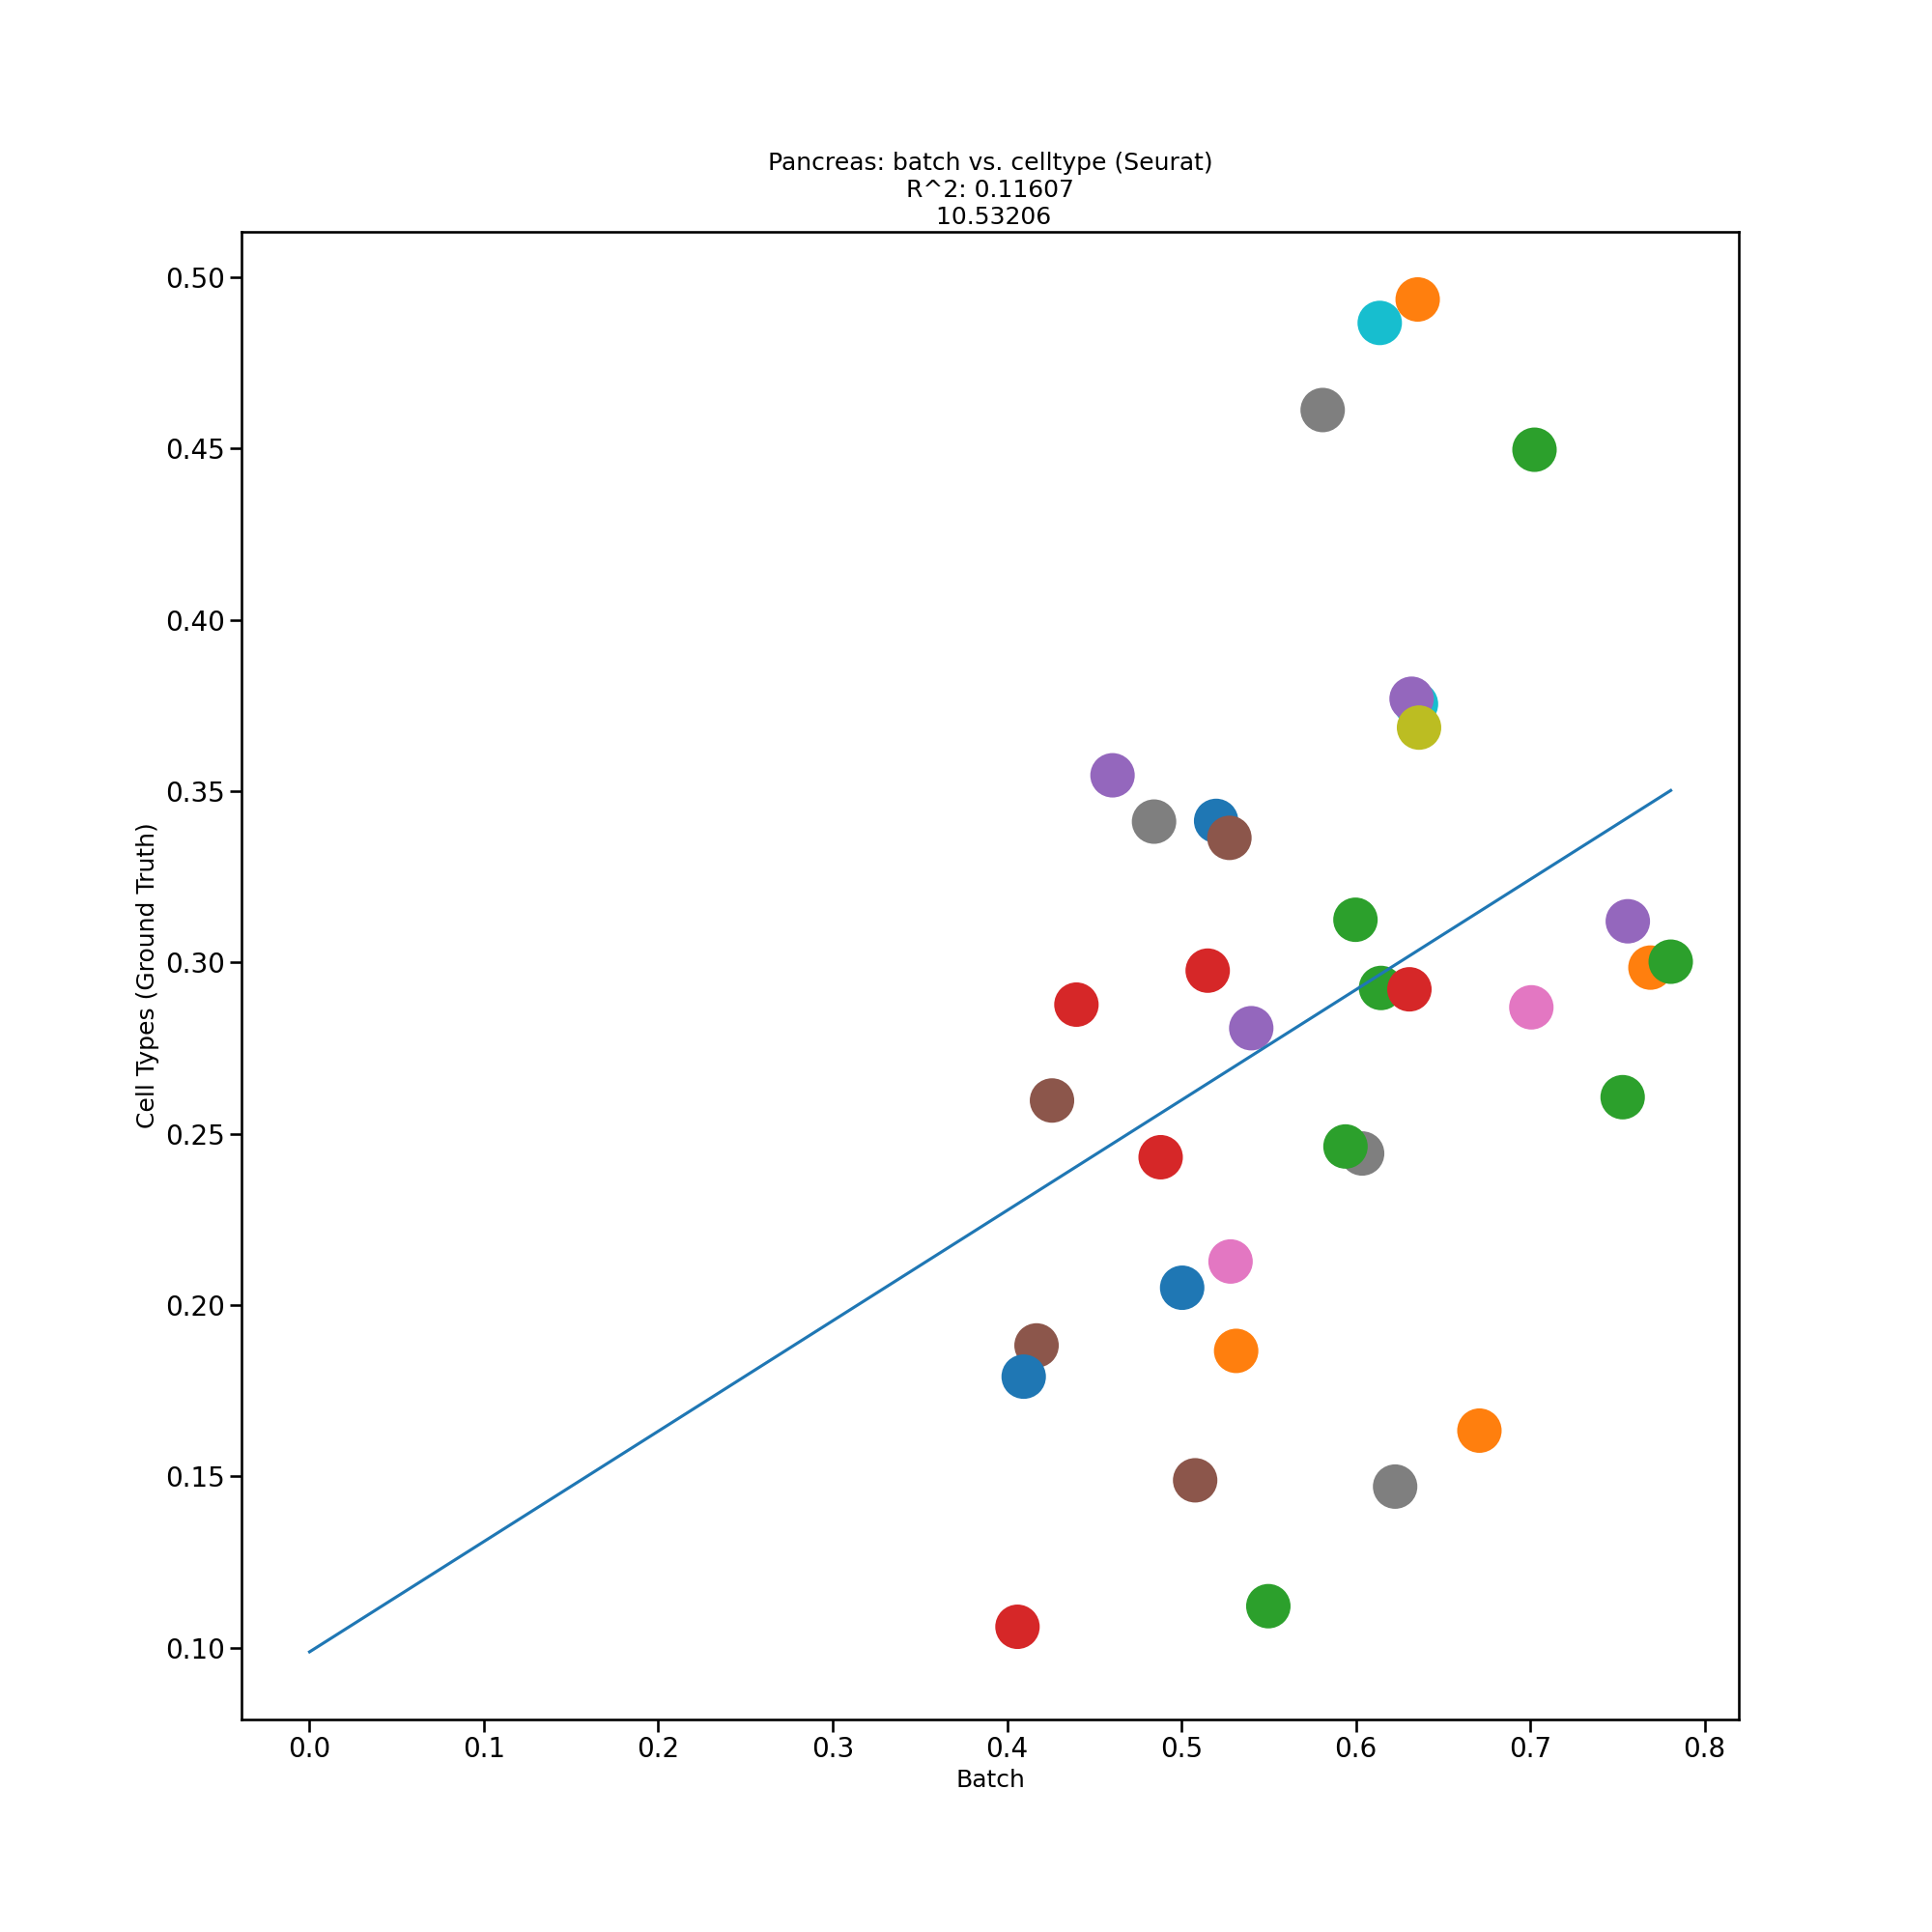 Pancreas: batch vs. celltype (Seurat)
R^2: 0.11607
10.53206
0.50
0.45
0.40
0.35
0.30
0.25
0.20
0.15
0.10
Cell Types (Ground Truth)
0.0 0.1 0.2 0.3 0.4 0.5 0.6 0.7 0.8
Batch